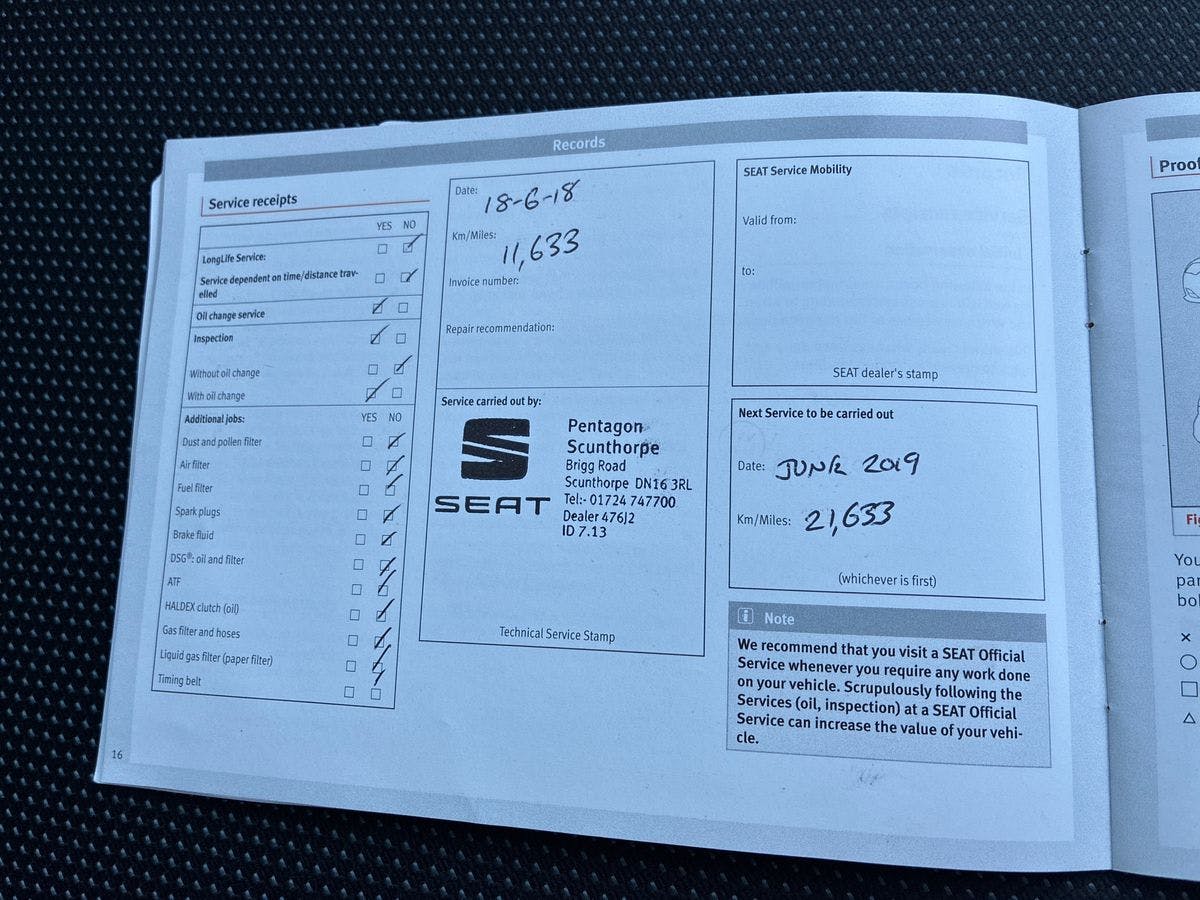 Records
Service receipts
YES NO
LongLife Service:
Service dependent on time/distance trav-
elled
Oil change service
Inspection
Without oil change
With oil change
Additional jobs: YES NO
Dust and pollen filter
Air filter
Fuel filter
Spark plugs
Brake fluid
DSG®: oil and filter
ATF
HALDEX clutch (oil)
Gas filter and hoses
Liquid gas filter (paper filter)
Timing belt
16
Date: 18-6-18
Km/Miles: 11,633
Invoice number:
Repair recommendation:
Service carried out by:
SEAT
Pentagon
Scunthorpe
Brigg Road
Scunthorpe DN16 3RL
Tel:- 01724 747700
Dealer 476J2
ID 7.13
Technical Service Stamp
SEAT Service Mobility
Valid from:
to:
SEAT dealer's stamp
Next Service to be carried out
Date: JUNE 2019
Km/Miles: 21,633
(whichever is first)
Note
We recommend that you visit a SEAT Official
Service whenever you require any work done
on your vehicle. Scrupulously following the
Services (oil, inspection) at a SEAT Official
Service can increase the value of your vehi-
cle.
Proof
Fi
You
par
bol